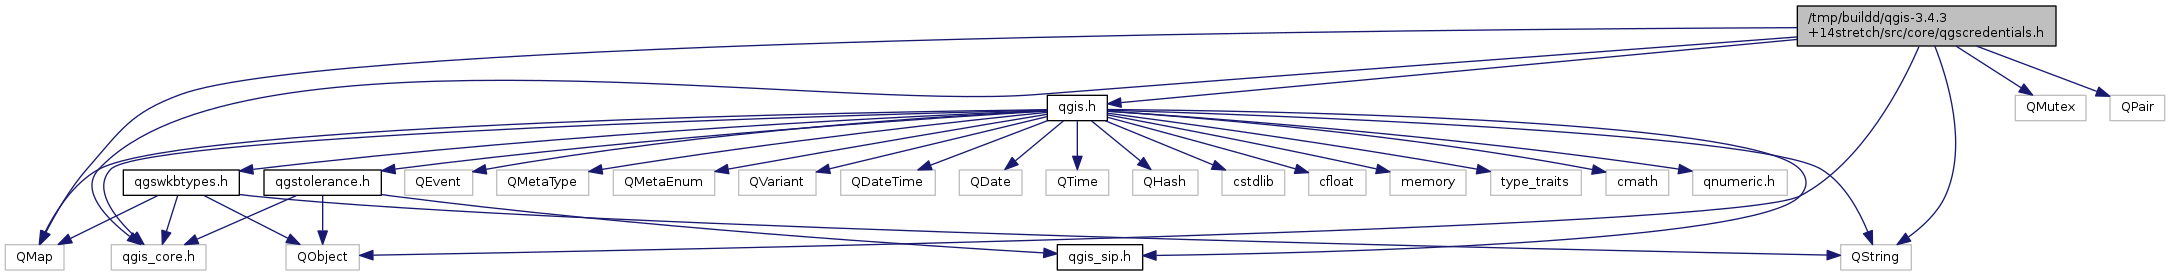 /tmp/buildd/qgis-3.4.3
+14stretch/src/core/qgscredentials.h
qgis.h
QMutex
QPair
qgswkbtypes.h
qgstolerance.h
QEvent
QMetaType
QMetaEnum
QVariant
QDateTime
QDate
QTime
QHash
cstdlib
cfloat
memory
type_traits
cmath
qnumeric.h
QMap
qgis_core.h
QObject
qgis_sip.h
QString